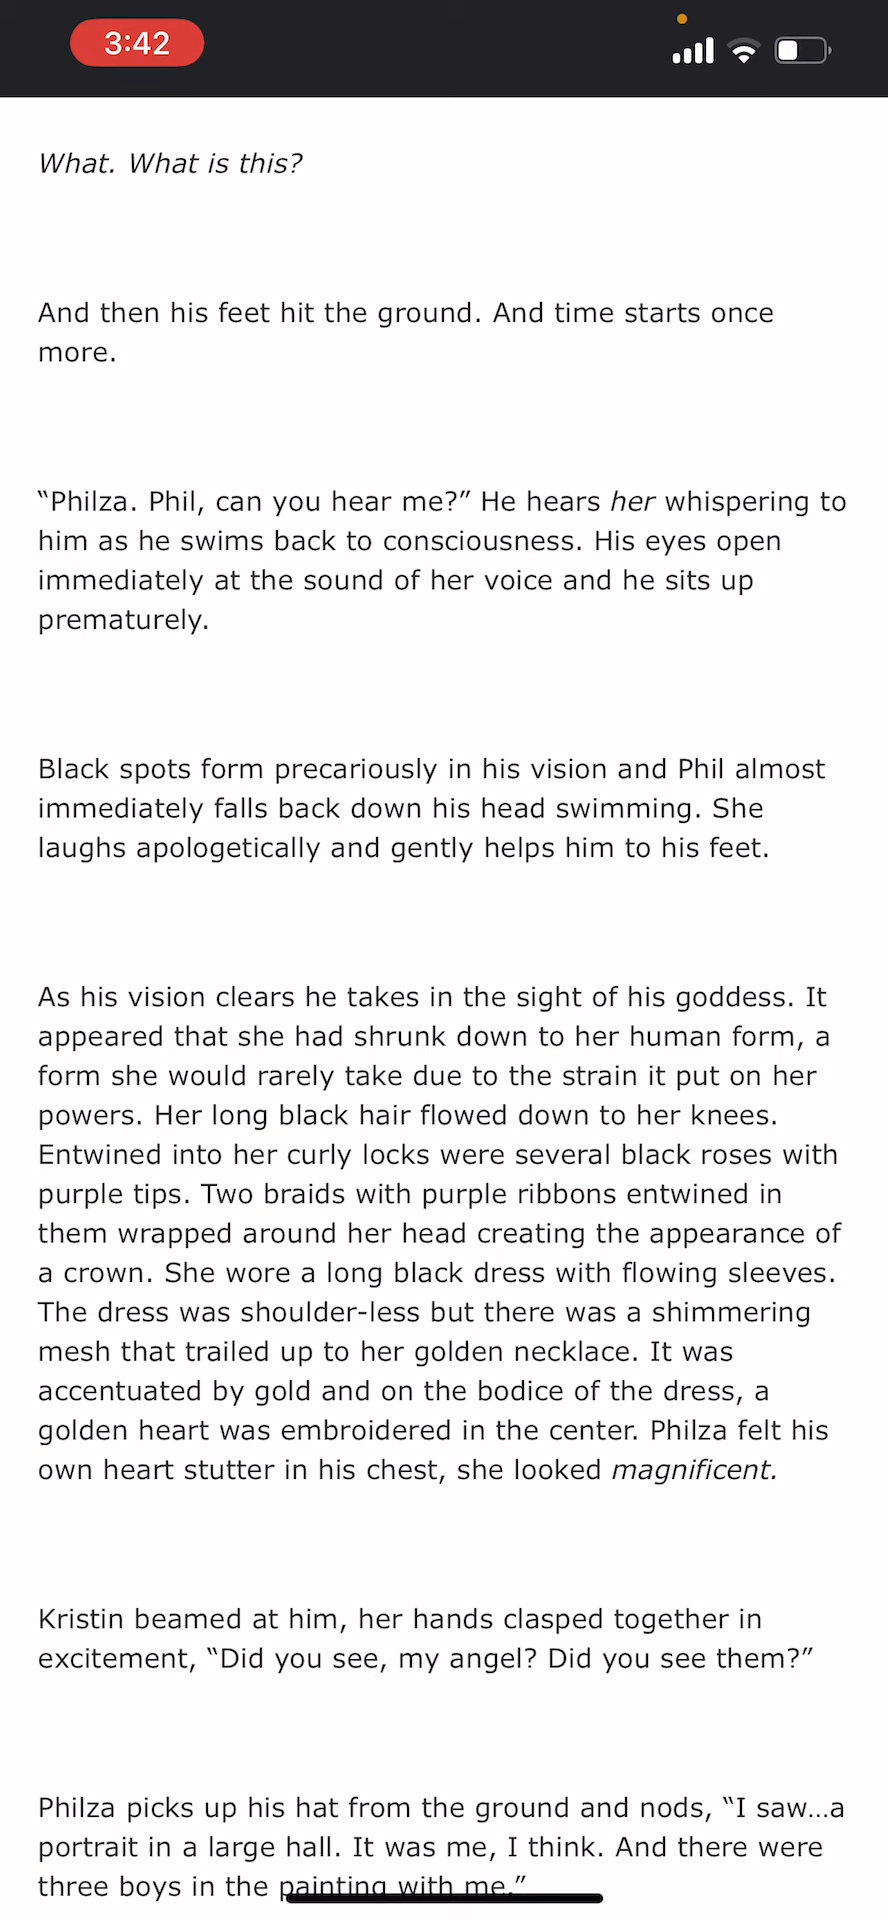 3:42
What. What is this?
And then his feet hit the ground. And time starts once
more.
“Philza. Phil, can you hear me?” He hears her whispering to
him as he swims back to consciousness. His eyes open
immediately at the sound of her voice and he sits up
prematurely.
Black spots form precariously in his vision and Phil almost
immediately falls back down his head swimming. She
laughs apologetically and gently helps him to his feet.
As his vision clears he takes in the sight of his goddess. It
appeared that she had shrunk down to her human form, a
form she would rarely take due to the strain it put on her
powers. Her long black hair flowed down to her knees.
Entwined into her curly locks were several black roses with
purple tips. Two braids with purple ribbons entwined in
them wrapped around her head creating the appearance of
a crown. She wore a long black dress with flowing sleeves.
The dress was shoulder-less but there was a shimmering
mesh that trailed up to her golden necklace. It was
accentuated by gold and on the bodice of the dress, a
golden heart was embroidered in the center. Philza felt his
own heart stutter in his chest, she looked magnificent.
Kristin beamed at him, her hands clasped together in
excitement, “Did you see, my angel? Did you see them?”
Philza picks up his hat from the ground and nods, “I saw...a
portrait in a large hall. It was me, I think. And there were
three boys in the painting with me.”